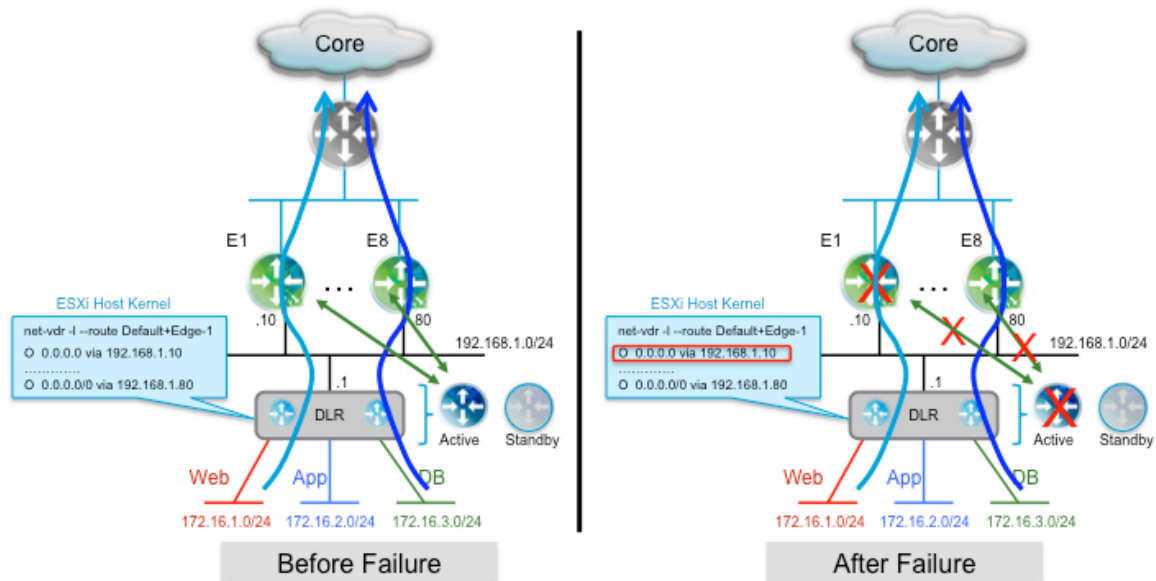 Core
E1
E8
...
ESXi Host Kernel
.10
.80
net-vdr -l --route Default+Edge-1
O 0.0.0.0 via 192.168.1.10
..............
O 0.0.0.0/0 via 192.168.1.80
192.168.1.0/24
.1
DLR
Active
Standby
Web
App
DB
172.16.1.0/24
172.16.2.0/24
172.16.3.0/24
Before Failure
Core
E1
E8
...
ESXi Host Kernel
.10
.80
net-vdr -l --route Default+Edge-1
O 0.0.0.0 via 192.168.1.10
..............
O 0.0.0.0/0 via 192.168.1.80
192.168.1.0/24
.1
DLR
Active
Standby
Web
App
DB
172.16.1.0/24
172.16.2.0/24
172.16.3.0/24
After Failure